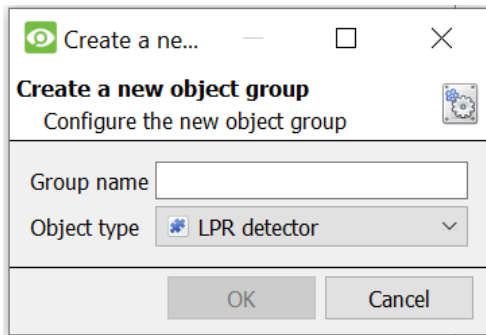 Create a ne...
Create a new object group
Configure the new object group
Group name
Object type LPR detector
OK Cancel